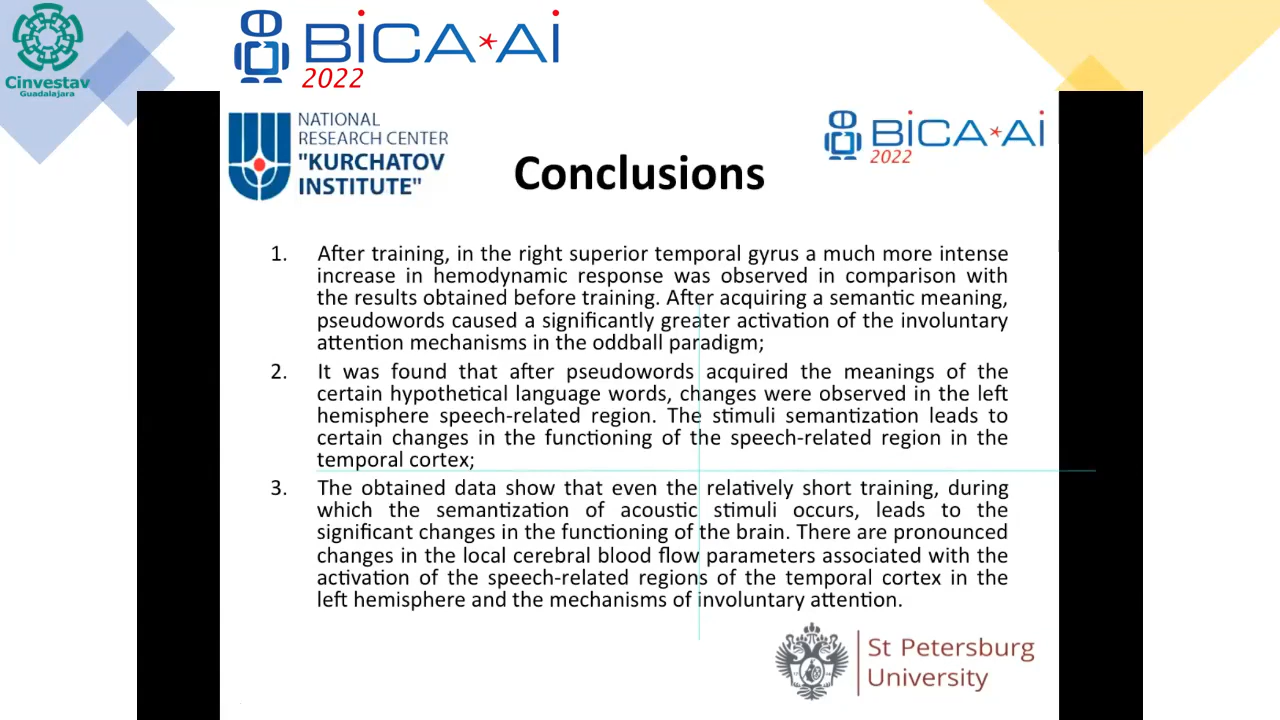 Cinvestav
Guadalajara
BiCA*Ai
2022
NATIONAL
RESEARCH CENTER
"KURCHATOV
INSTITUTE"
BiCA*Ai
2022
Conclusions
1. After training, in the right superior temporal gyrus a much more intense
increase in hemodynamic response was observed in comparison with
the results obtained before training. After acquiring a semantic meaning,
pseudowords caused a significantly greater activation of the involuntary
attention mechanisms in the oddball paradigm;
2. It was found that after pseudowords acquired the meanings of the
certain hypothetical language words, changes were observed in the left
hemisphere speech-related region. The stimuli semantization leads to
certain changes in the functioning of the speech-related region in the
temporal cortex;
3. The obtained data show that even the relatively short training, during
which the semantization of acoustic stimuli occurs, leads to the
significant changes in the functioning of the brain. There are pronounced
changes in the local cerebral blood flow parameters associated with the
activation of the speech-related regions of the temporal cortex in the
left hemisphere and the mechanisms of involuntary attention.
St Petersburg
University